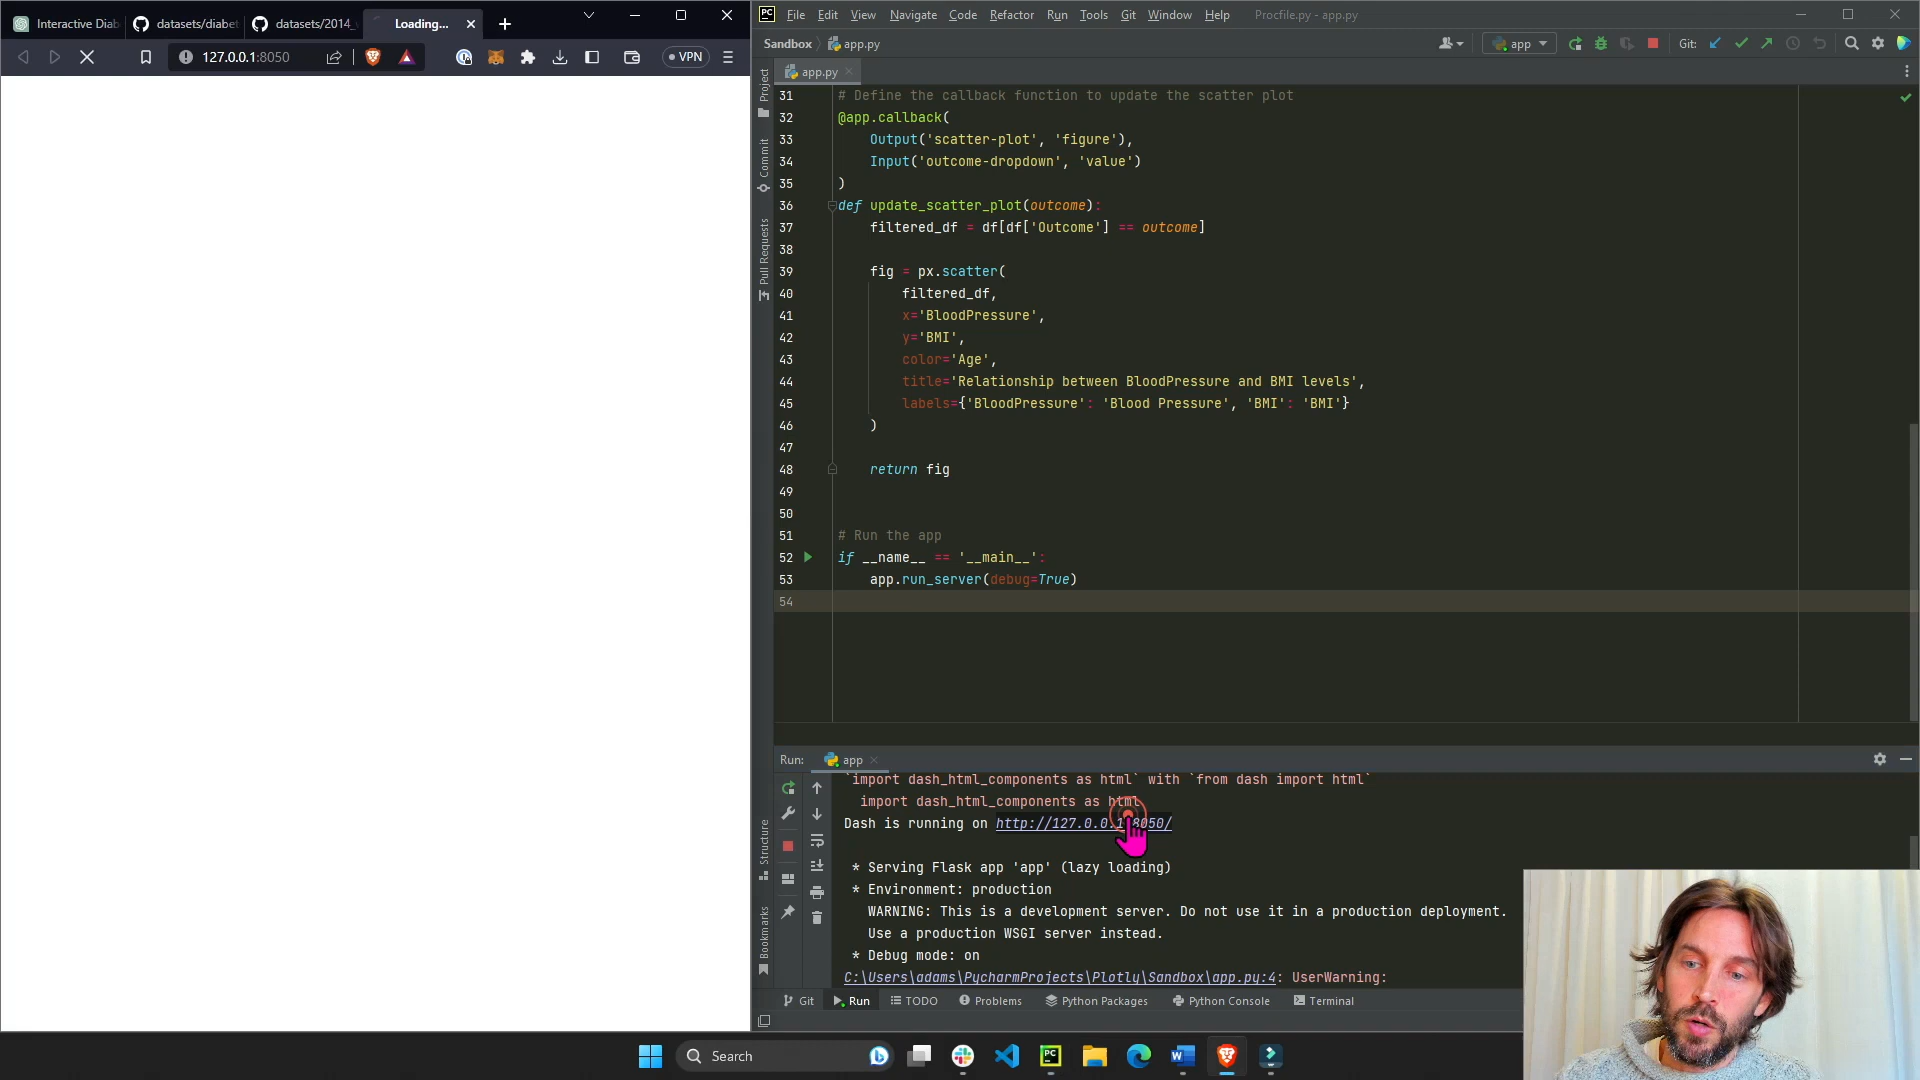 Interactive Diab
datasets/diabet
datasets/2014_
Loading...
127.0.0.1:8050
VPN
PC
File Edit View Navigate Code Refactor Run Tools Git Window Help
Procfile.py - app.py
Sandbox
app.py
app
Git:
app.py
Project
Commit
Pull Requests
Structure
Bookmarks
31 # Define the callback function to update the scatter plot
32 @app.callback(
33 Output('scatter-plot', 'figure'),
34 Input('outcome-dropdown', 'value')
35 )
36 def update_scatter_plot(outcome):
37 filtered_df = df[df['Outcome'] == outcome]
38
39 fig = px.scatter(
40 filtered_df,
41 x='BloodPressure',
42 y='BMI',
43 color='Age',
44 title='Relationship between BloodPressure and BMI levels',
45 labels={'BloodPressure': 'Blood Pressure', 'BMI': 'BMI'}
46 )
47
48 return fig
49
50
51 # Run the app
52 if __name__ == '__main__':
53 app.run_server(debug=True)
54
Run: app
`import dash_html_components as html` with `from dash import html`
import dash_html_components as html
Dash is running on http://127.0.0.1:8050/
* Serving Flask app 'app' (lazy loading)
* Environment: production
WARNING: This is a development server. Do not use it in a production deployment.
Use a production WSGI server instead.
* Debug mode: on
C:\Users\adams\PycharmProjects\Plotly\Sandbox\app.py:4: UserWarning:
Git Run TODO Problems Python Packages Python Console Terminal
Search